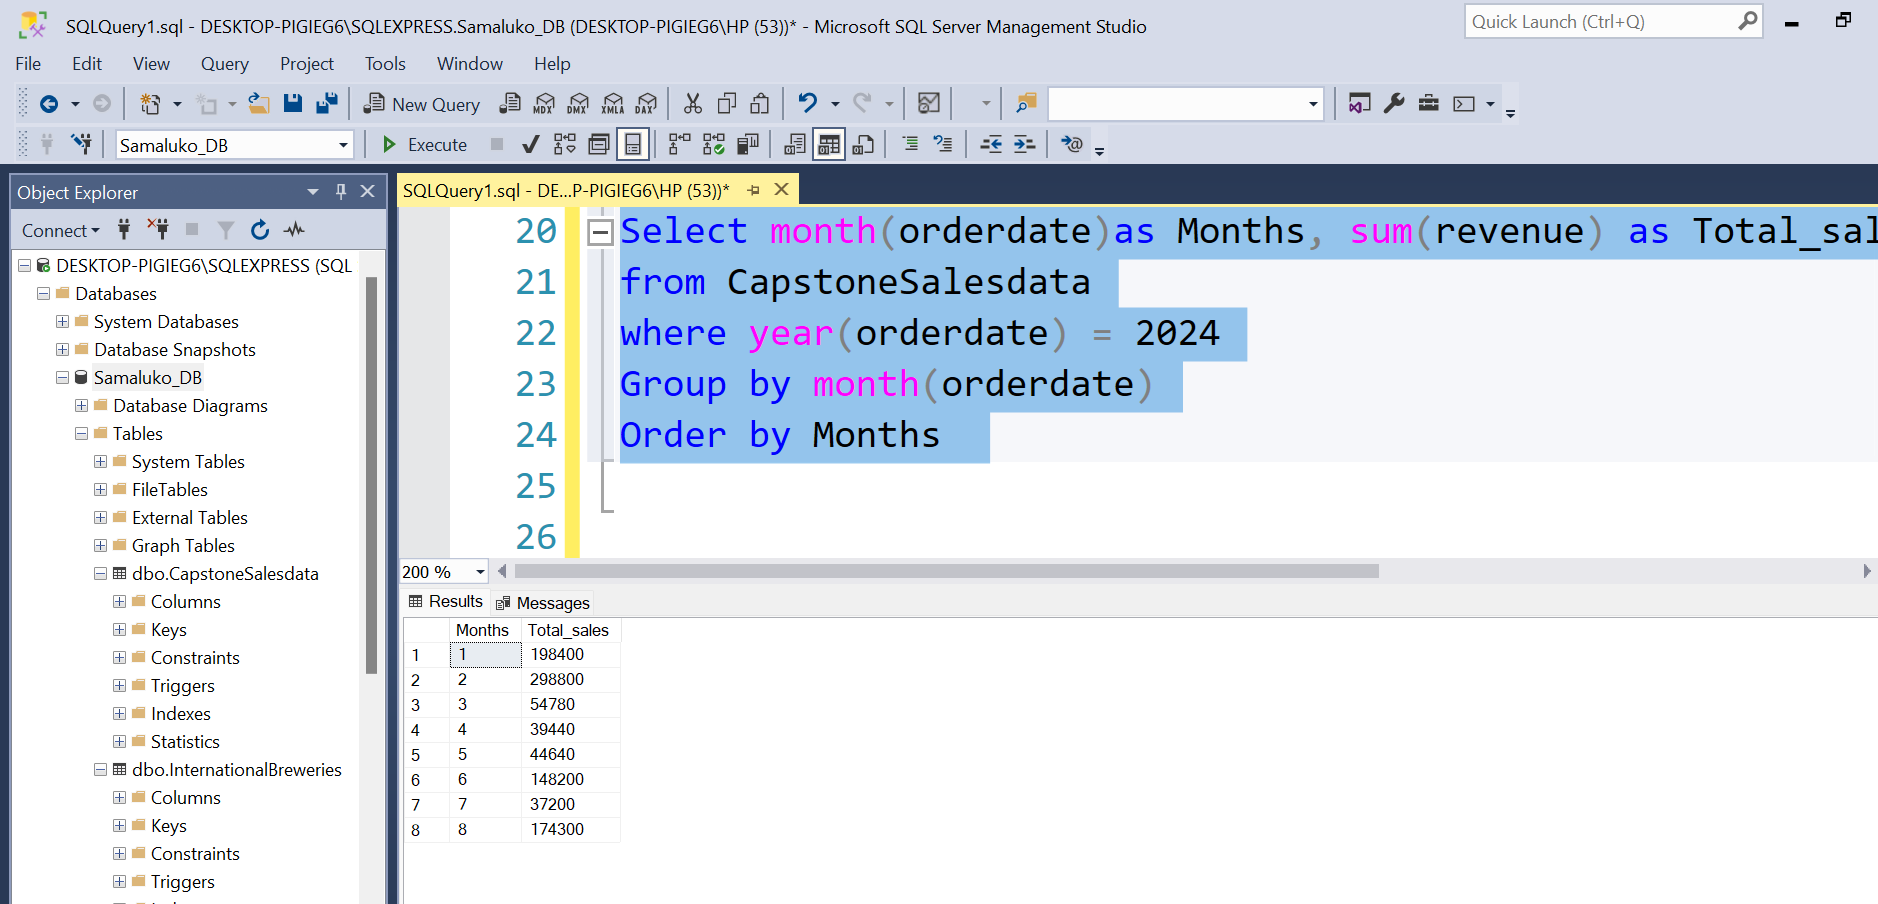 SQLQuery1.sql - DESKTOP-PIGIEG6\SQLEXPRESS.Samaluko_DB (DESKTOP-PIGIEG6\HP (53))* - Microsoft SQL Server Management Studio
Quick Launch (Ctrl+Q)
File Edit View Query Project Tools Window Help
New Query MDX DMX XMLA DAX
Samaluko_DB Execute
Object Explorer
Connect
DESKTOP-PIGIEG6\SQLEXPRESS (SQL
Databases
System Databases
Database Snapshots
Samaluko_DB
Database Diagrams
Tables
System Tables
FileTables
External Tables
Graph Tables
dbo.CapstoneSalesdata
Columns
Keys
Constraints
Triggers
Indexes
Statistics
dbo.InternationalBreweries
Columns
Keys
Constraints
Triggers
SQLQuery1.sql - DE...P-PIGIEG6\HP (53))*
20 Select month(orderdate)as Months, sum(revenue) as Total_sal
21 from CapstoneSalesdata
22 where year(orderdate) = 2024
23 Group by month(orderdate)
24 Order by Months
25
26
200 %
Results Messages
Months Total_sales
1 1 198400
2 2 298800
3 3 54780
4 4 39440
5 5 44640
6 6 148200
7 7 37200
8 8 174300